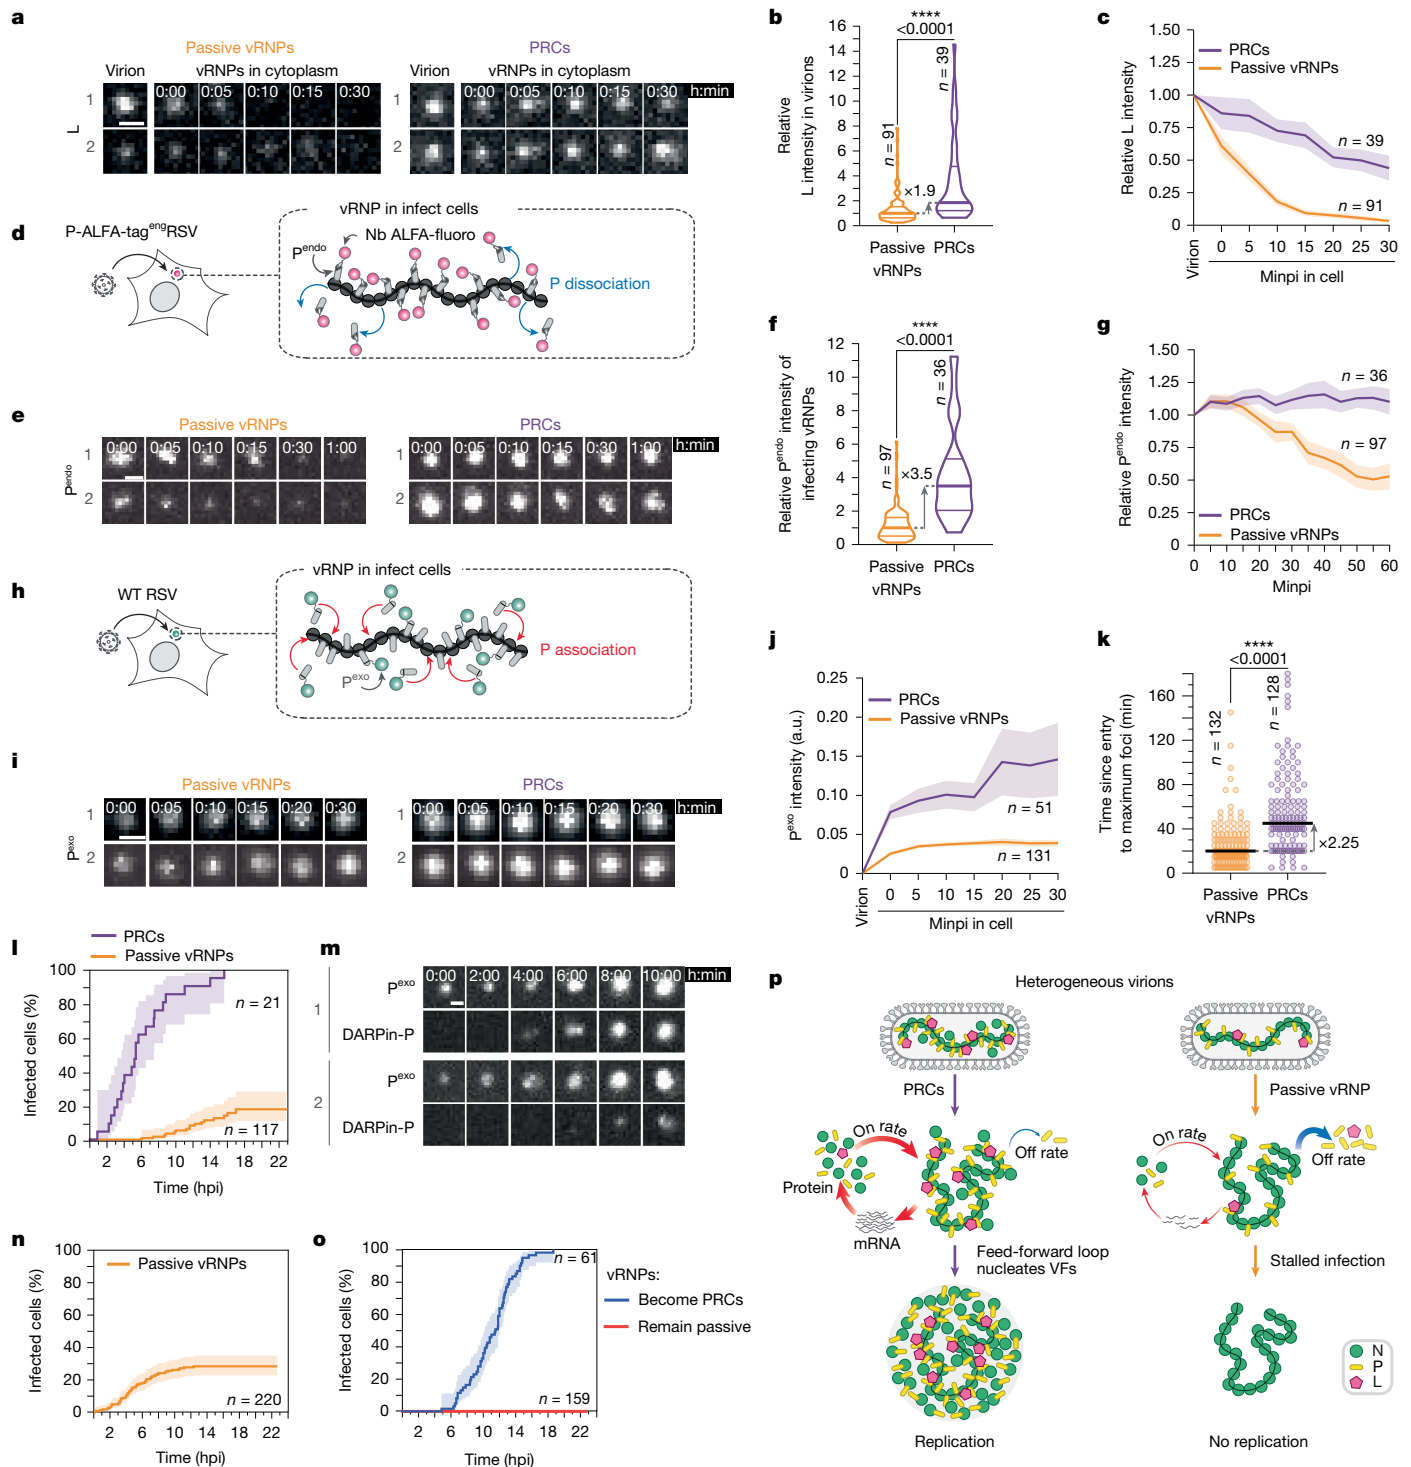 a
Passive vRNPs
PRCs
Virion
vRNPs in cytoplasm
Virion
vRNPs in cytoplasm
0:00 0:05 0:10 0:15 0:30
0:00 0:05 0:10 0:15 0:30 h:min
L
1
2
1
2
b
****
<0.0001
Relative
L intensity in virions
16
14
12
10
8
6
4
2
0
n = 91
n = 39
×1.9
Passive
vRNPs
PRCs
c
PRCs
Passive vRNPs
Relative L intensity
1.50
1.25
1.00
0.75
0.50
0.25
0
n = 39
n = 91
Virion
0 5 10 15 20 25 30
Minpi in cell
d
P-ALFA-tag^engRSV
vRNP in infect cells
P^endo
Nb ALFA-fluoro
P dissociation
e
Passive vRNPs
PRCs
0:00 0:05 0:10 0:15 0:30 1:00
0:00 0:05 0:10 0:15 0:30 1:00 h:min
P^endo
1
2
1
2
f
****
<0.0001
Relative P^endo intensity of
infecting vRNPs
12
10
8
6
4
2
0
n = 97
n = 36
×3.5
Passive
vRNPs
PRCs
g
Relative P^endo intensity
1.50
1.25
1.00
0.75
0.50
0.25
0
n = 36
n = 97
PRCs
Passive vRNPs
0 10 20 30 40 50 60
Minpi
h
WT RSV
vRNP in infect cells
P^exo
P association
i
Passive vRNPs
PRCs
0:00 0:05 0:10 0:15 0:20 0:30
0:00 0:05 0:10 0:15 0:20 0:30 h:min
P^exo
1
2
1
2
j
P^exo intensity (a.u.)
0.25
0.20
0.15
0.10
0.05
0
PRCs
Passive vRNPs
n = 51
n = 131
Virion
0 5 10 15 20 25 30
Minpi in cell
k
****
<0.0001
Time since entry
to maximum foci (min)
160
120
80
40
0
n = 132
n = 128
×2.25
Passive
vRNPs
PRCs
l
PRCs
Passive vRNPs
Infected cells (%)
100
80
60
40
20
0
n = 21
n = 117
2 6 10 14 18 22
Time (hpi)
m
0:00 2:00 4:00 6:00 8:00 10:00 h:min
1
P^exo
DARPin-P
2
P^exo
DARPin-P
n
Passive vRNPs
Infected cells (%)
100
80
60
40
20
0
n = 220
2 6 10 14 18 22
Time (hpi)
o
Infected cells (%)
100
80
60
40
20
0
n = 61
n = 159
2 6 10 14 18 22
Time (hpi)
vRNPs:
Become PRCs
Remain passive
p
Heterogeneous virions
PRCs
Passive vRNP
On rate
Off rate
Protein
mRNA
On rate
Off rate
Feed-forward loop
nucleates VFs
Stalled infection
N
P
L
Replication
No replication